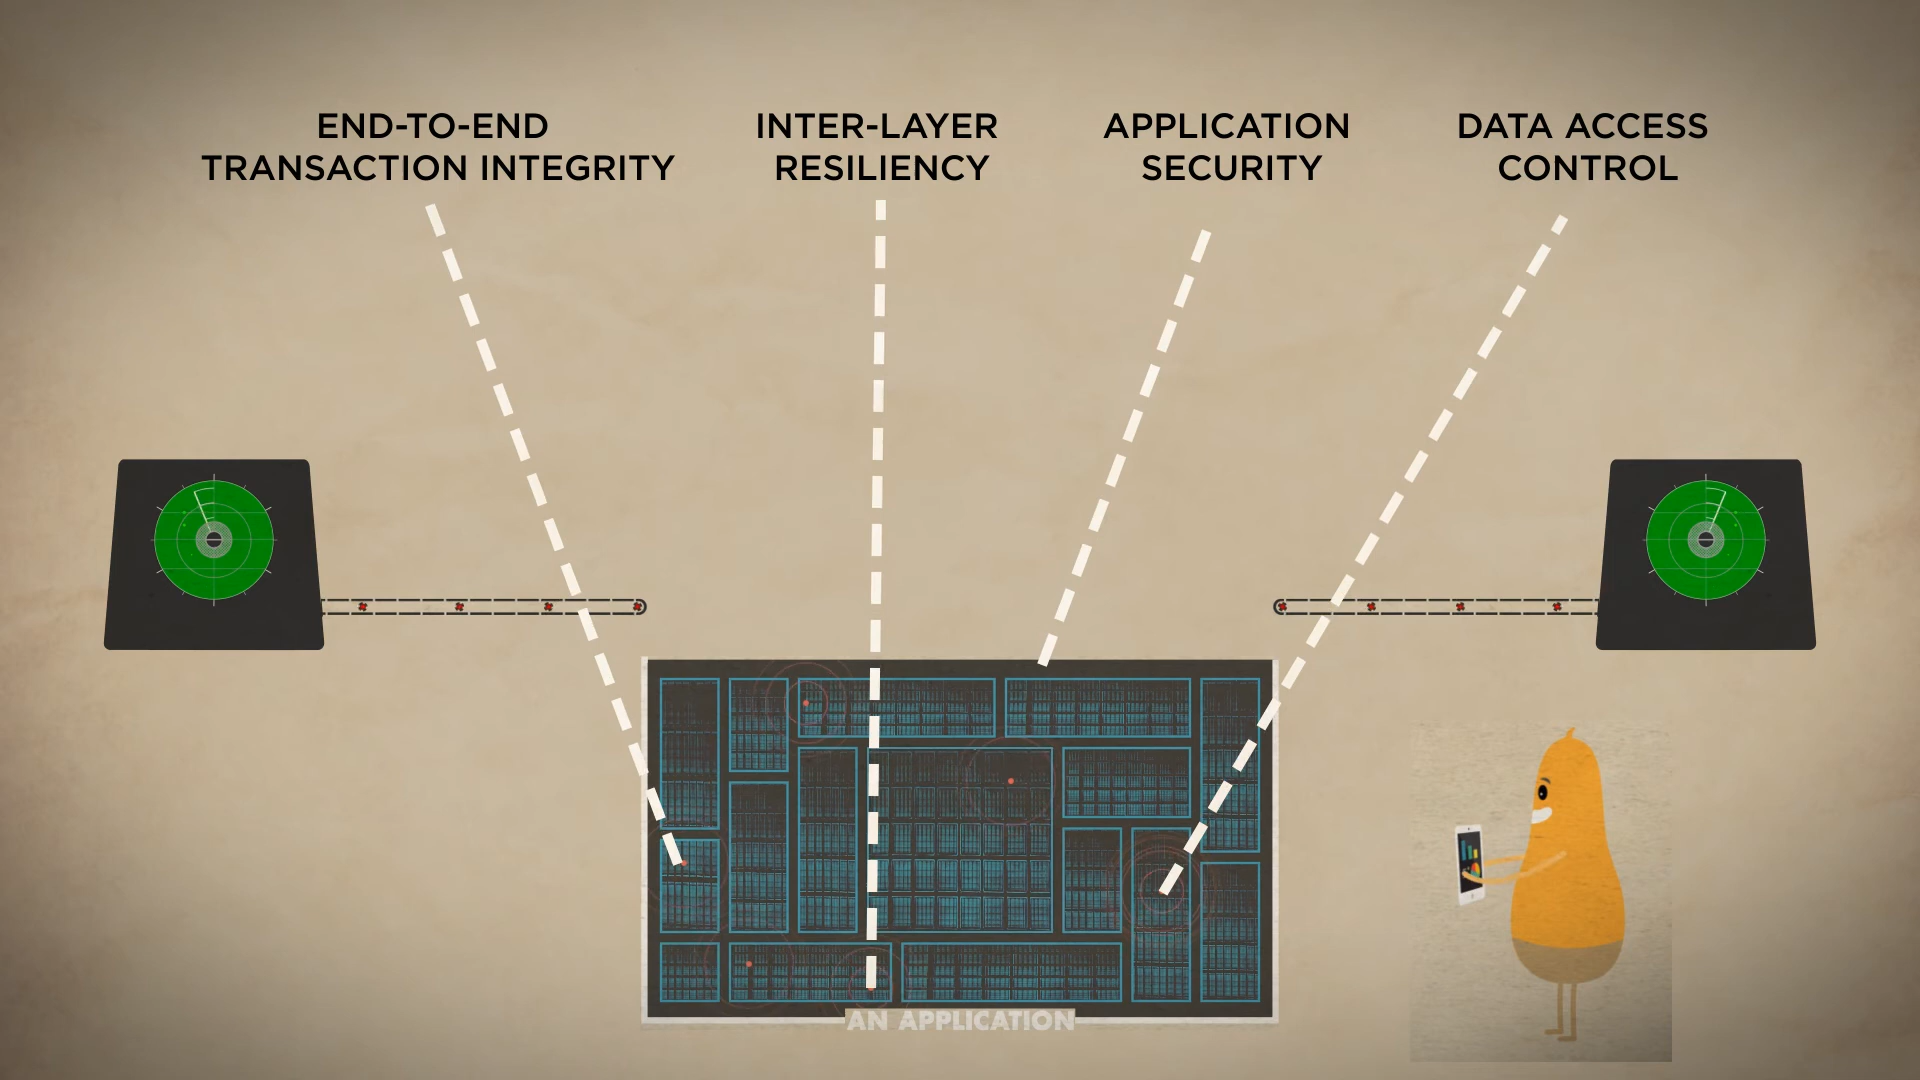 END-TO-END
TRANSACTION INTEGRITY
INTER-LAYER
RESILIENCY
APPLICATION
SECURITY
DATA ACCESS
CONTROL
AN APPLICATION